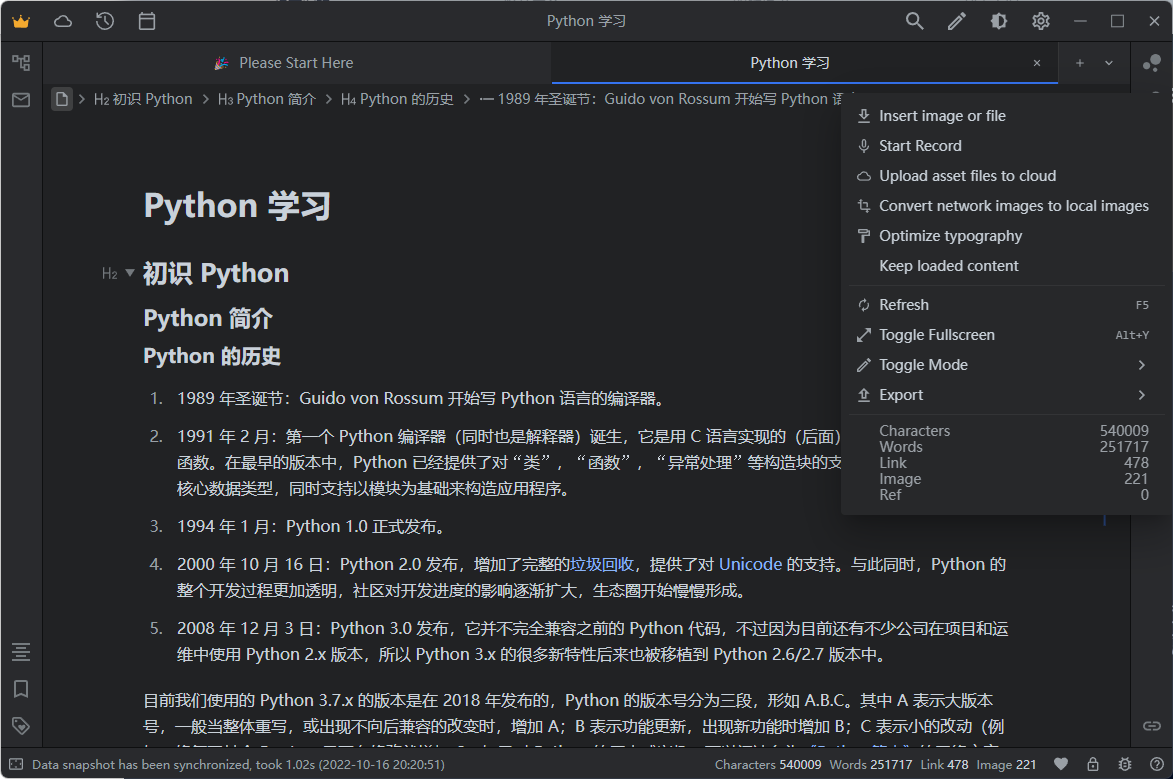 Python 学习
Please Start Here
Python 学习
H2 初识 Python > H3 Python 简介 > H4 Python 的历史 > 1989 年圣诞节：Guido von Rossum 开始写 Python
Insert image or file
Start Record
Upload asset files to cloud
Convert network images to local images
Optimize typography
Keep loaded content
Refresh F5
Toggle Fullscreen Alt+Y
Toggle Mode
Export
Characters 540009
Words 251717
Link 478
Image 221
Ref 0
Python 学习
H2 初识 Python
Python 简介
Python 的历史
1. 1989 年圣诞节：Guido von Rossum 开始写 Python 语言的编译器。
2. 1991 年 2 月：第一个 Python 编译器（同时也是解释器）诞生，它是用 C 语言实现的（后面）
函数。在最早的版本中，Python 已经提供了对“类”，“函数”，“异常处理”等构造块的支
核心数据类型，同时支持以模块为基础来构造应用程序。
3. 1994 年 1 月：Python 1.0 正式发布。
4. 2000 年 10 月 16 日：Python 2.0 发布，增加了完整的垃圾回收，提供了对 Unicode 的支持。与此同时，Python 的
整个开发过程更加透明，社区对开发进度的影响逐渐扩大，生态圈开始慢慢形成。
5. 2008 年 12 月 3 日：Python 3.0 发布，它并不完全兼容之前的 Python 代码，不过因为目前还有不少公司在项目和运
维中使用 Python 2.x 版本，所以 Python 3.x 的很多新特性后来也被移植到 Python 2.6/2.7 版本中。
目前我们使用的 Python 3.7.x 的版本是在 2018 年发布的，Python 的版本号分为三段，形如 A.B.C。其中 A 表示大版本
号，一般当整体重写，或出现不向后兼容的改变时，增加 A；B 表示功能更新，出现新功能时增加 B；C 表示小的改动（例
Data snapshot has been synchronized, took 1.02s (2022-10-16 20:20:51)
Characters 540009 Words 251717 Link 478 Image 221